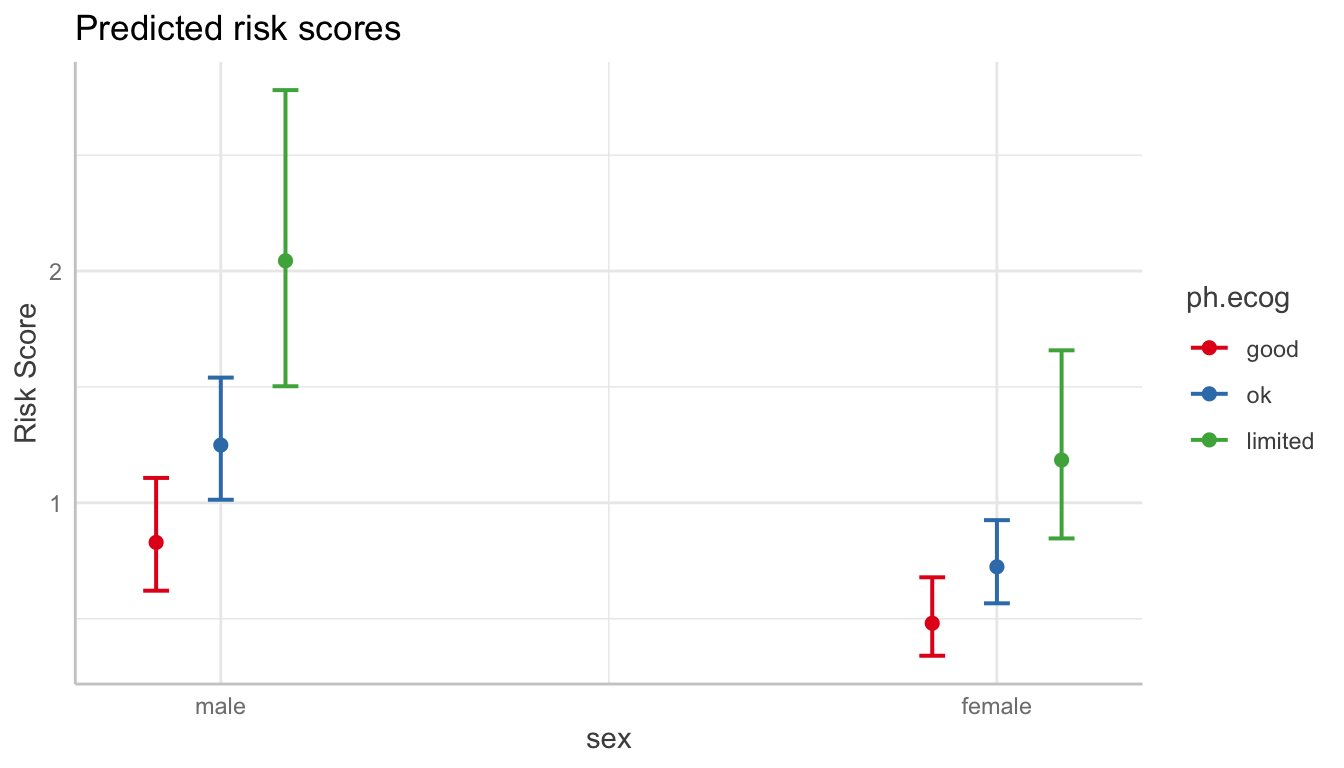 Predicted risk scores
Risk Score
2
1
male
female
sex
ph.ecog
good
ok
limited